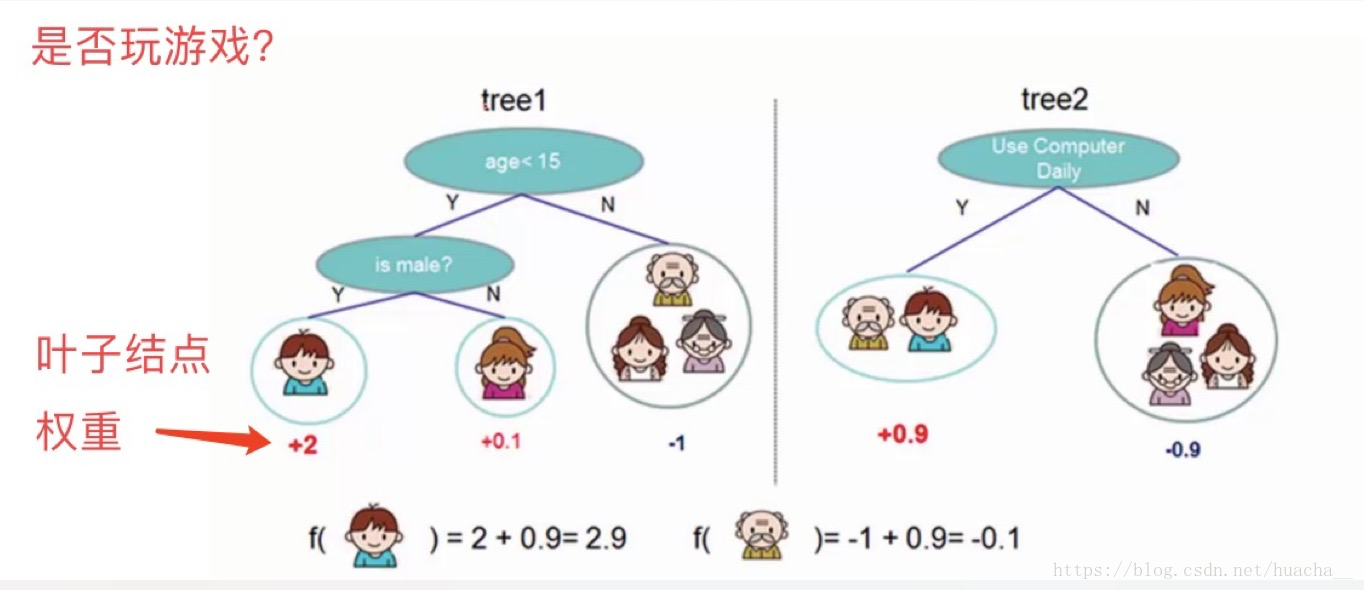 是否玩游戏?
tree1
tree2
age< 15
Use Computer
Daily
Y
N
Y
N
is male?
Y
N
叶子结点
权重
+2
+0.1
-1
+0.9
-0.9
f( ) = 2 + 0.9= 2.9
f( )= -1 + 0.9= -0.1
https://blog.csdn.net/huacha__